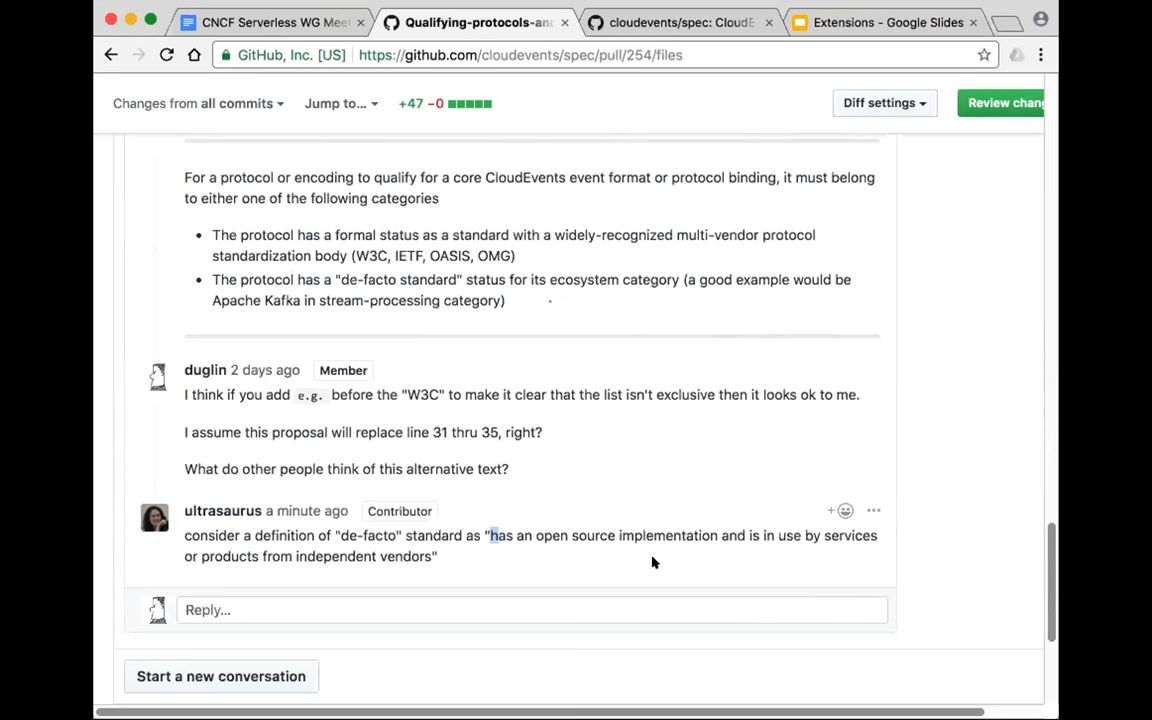 CNCF Serverless WG Mee
Qualifying-protocols-an
cloudevents/spec: CloudE
Extensions - Google Slides
GitHub, Inc. [US]
https://github.com/cloudevents/spec/pull/254/files
Changes from all commits
Jump to...
+47 −0
Diff settings
Review chan
For a protocol or encoding to qualify for a core CloudEvents event format or protocol binding, it must belong
to either one of the following categories
• The protocol has a formal status as a standard with a widely-recognized multi-vendor protocol
standardization body (W3C, IETF, OASIS, OMG)
• The protocol has a "de-facto standard" status for its ecosystem category (a good example would be
Apache Kafka in stream-processing category)
duglin 2 days ago Member
I think if you add e.g. before the "W3C" to make it clear that the list isn't exclusive then it looks ok to me.
I assume this proposal will replace line 31 thru 35, right?
What do other people think of this alternative text?
ultrasaurus a minute ago Contributor
consider a definition of "de-facto" standard as "has an open source implementation and is in use by services
or products from independent vendors"
Reply...
Start a new conversation